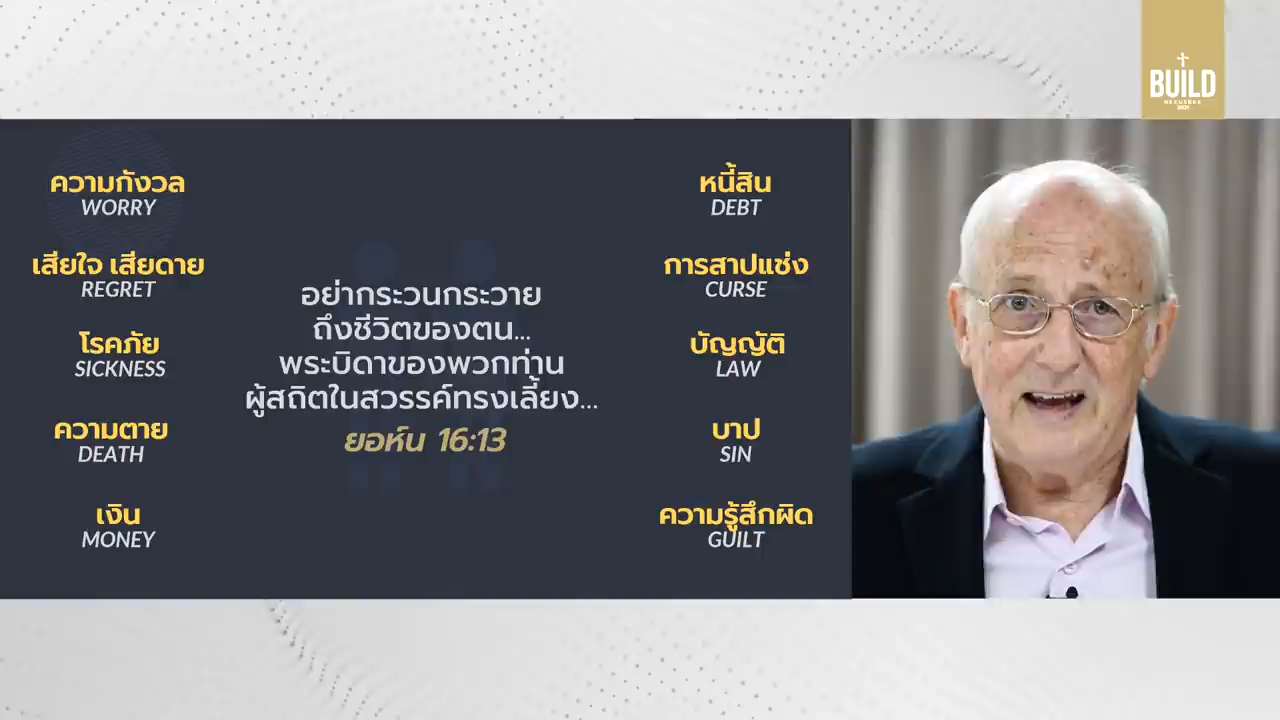 BUILD
NEXUSBKK
2021
ความกังวล
WORRY
เสียใจ เสียดาย
REGRET
โรคภัย
SICKNESS
ความตาย
DEATH
เงิน
MONEY
อย่ากระวนกระวาย
ถึงชีวิตของตน...
พระบิดาของพวกท่าน
ผู้สถิตในสวรรค์ทรงเลี้ยง...
ยอห์น 16:13
หนี้สิน
DEBT
การสาปแช่ง
CURSE
บัญญัติ
LAW
บาป
SIN
ความรู้สึกผิด
GUILT